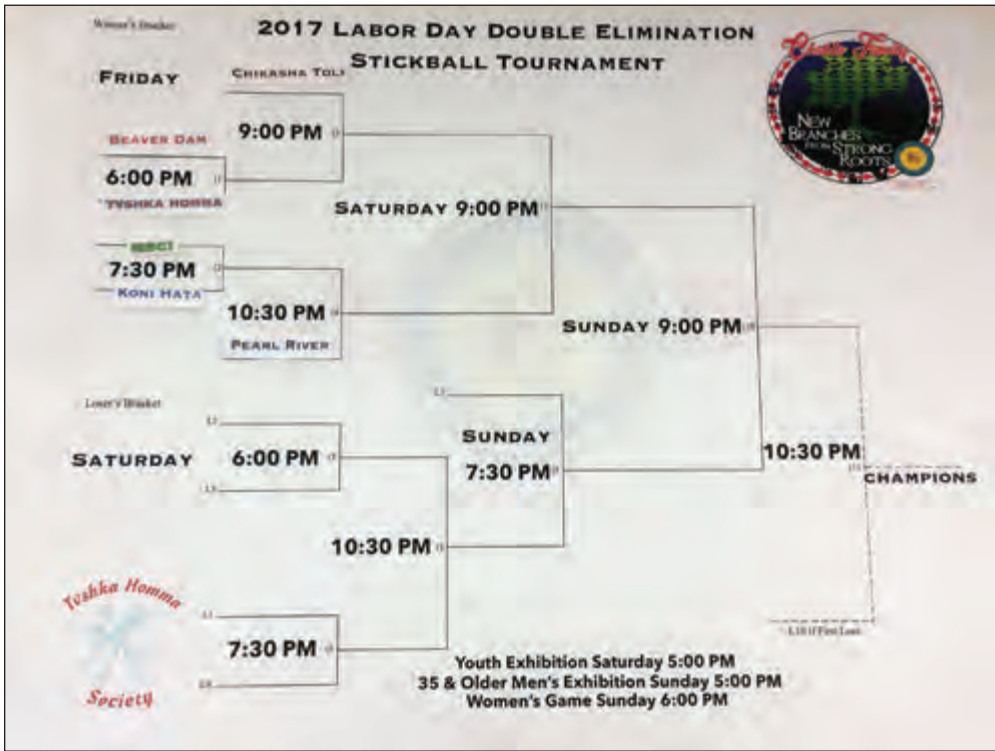 Winner's Bracket
2017 LABOR DAY DOUBLE ELIMINATION
STICKBALL TOURNAMENT
FRIDAY
CHIKASHA TOLI
9:00 PM
BEAVER DAM
6:00 PM
TVSHKA HOMMA
SATURDAY 9:00 PM
7:30 PM
KONI HATA
10:30 PM
PEARL RIVER
SUNDAY 9:00 PM
NEW
BRANCHES
FROM STRONG
ROOTS
Loser's Bracket
SATURDAY
6:00 PM
SUNDAY
7:30 PM
10:30 PM
CHAMPIONS
10:30 PM
7:30 PM
L10 if First Loss
Tvshka Homma
Society
Youth Exhibition Saturday 5:00 PM
35 & Older Men's Exhibition Sunday 5:00 PM
Women's Game Sunday 6:00 PM